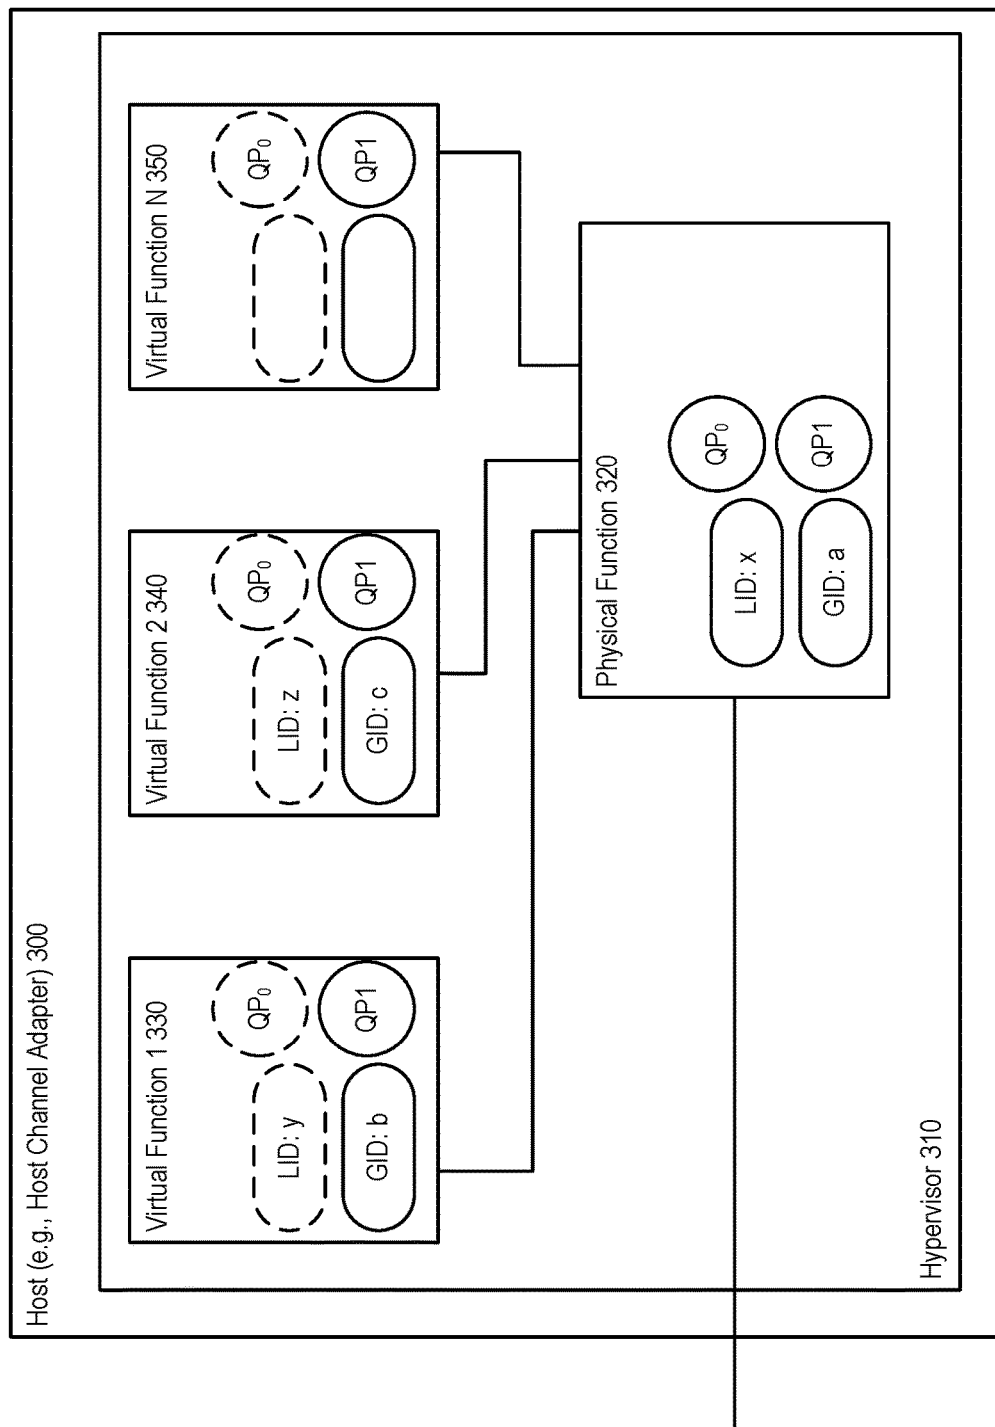 Host (e.g., Host Channel Adapter) 300
Virtual Function 1 330
LID: y
QP₀
GID: b
QP1
Virtual Function 2 340
LID: z
QP₀
GID: c
QP1
Virtual Function N 350
QP₀
QP1
Physical Function 320
LID: x
QP₀
GID: a
QP1
Hypervisor 310